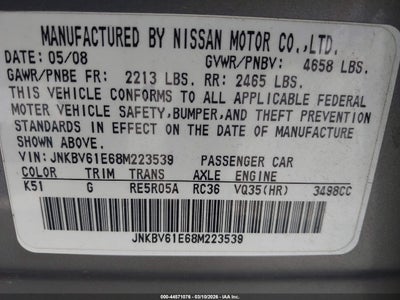 MANUFACTURED BY NISSAN MOTOR CO.,LTD.
DATE: 05/08 GVWR/PNBV: 4658 LBS.
GAWR/PNBE FR: 2213 LBS. RR: 2465 LBS.
THIS VEHICLE CONFORMS TO ALL APPLICABLE FEDERAL
MOTOR VEHICLE SAFETY,BUMPER,AND THEFT PREVENTION
STANDARDS IN EFFECT ON THE DATE OF MANUFACTURE
SHOWN ABOVE.
VIN: JNKBV61E68M223539 PASSENGER CAR
COLOR TRIM TRANS AXLE ENGINE
K51 G RE5R05A RC36 VQ35(HR) 3498CC
JNKBV61E68M223539
000-44571076 - 03/10/2026 - IAAI.COM